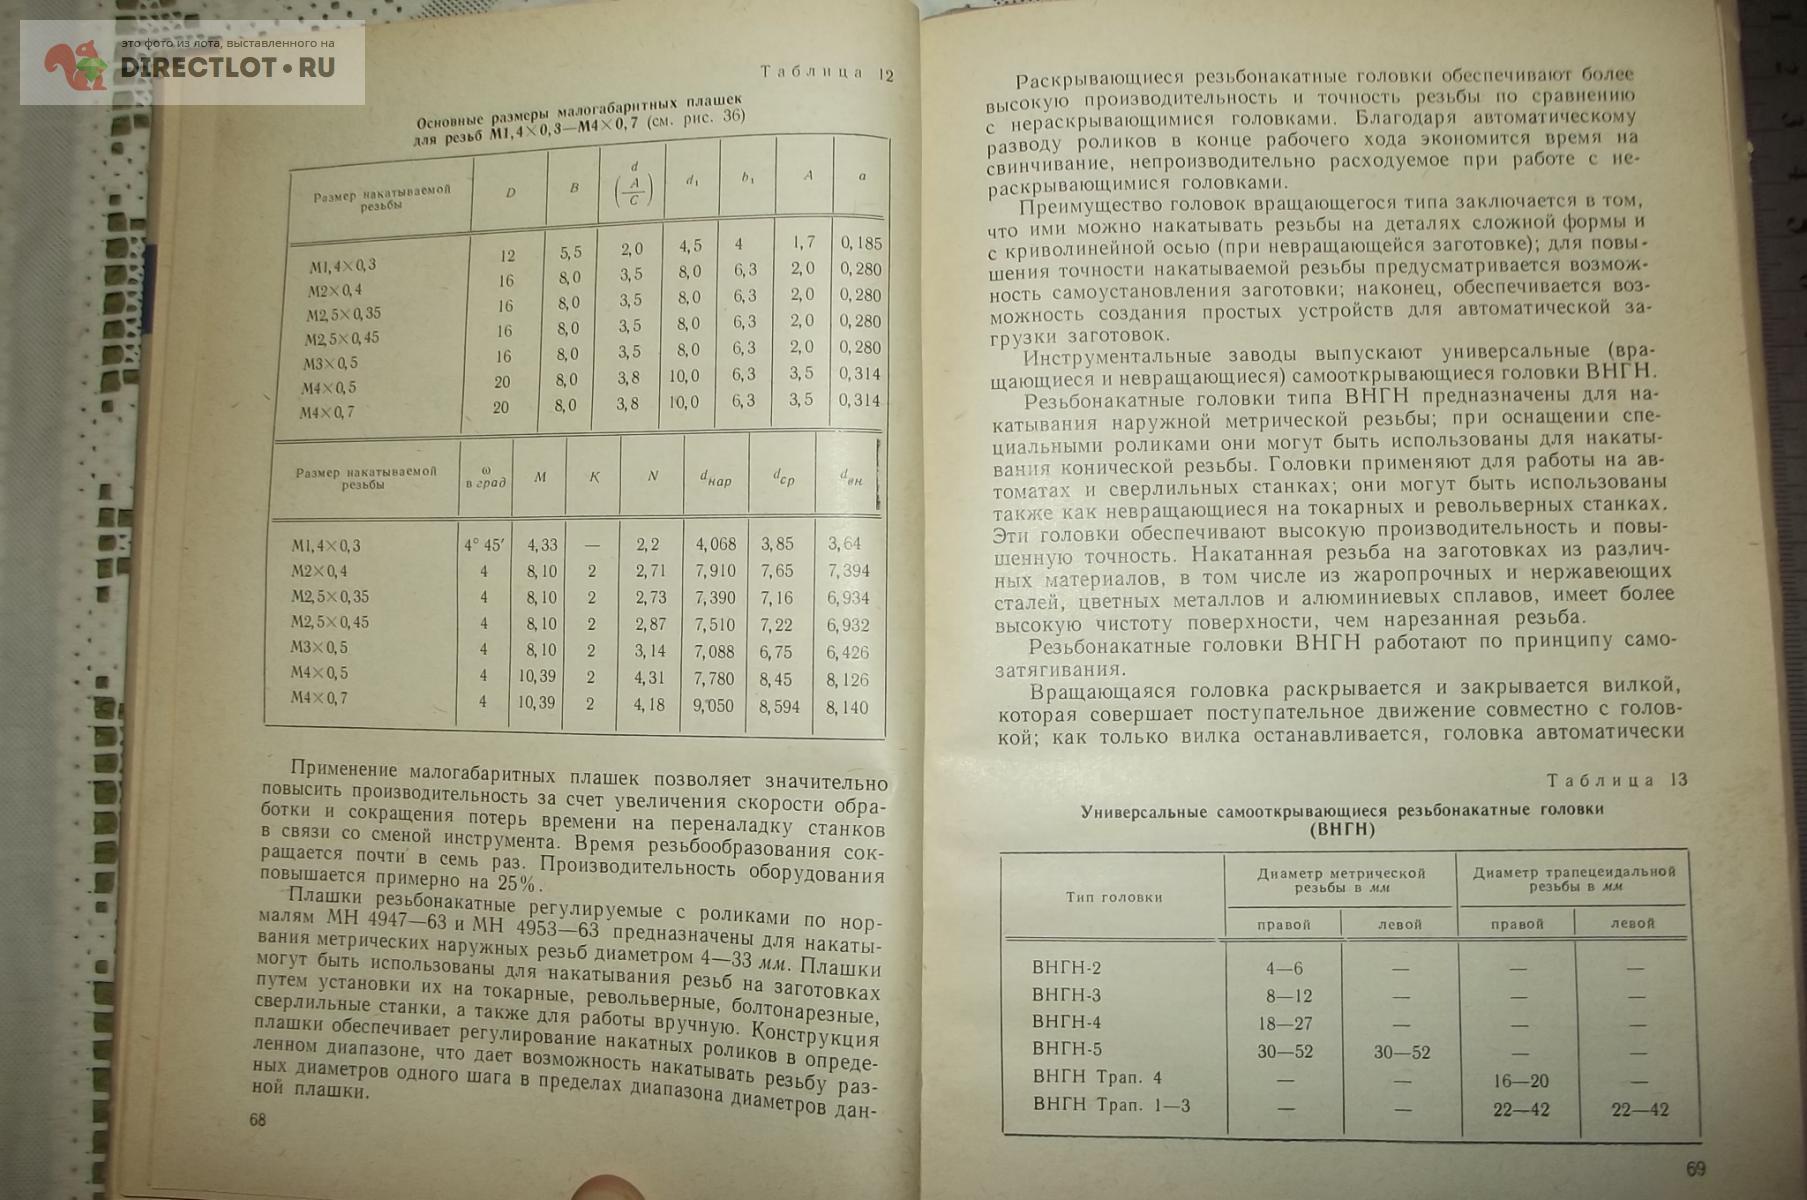 это фото из лота, выставленного на
DIRECTLOT•RU
Таблица 12
Основные размеры малогабаритных плашек
для резьб М1,4×0,3—М4×0,7 (см. рис. 36)
Размер накатываемой резьбы D B d (A/C) d₁ b₁ A a
М1,4×0,3 12 5,5 2,0 4,5 4 1,7 0,185
М2×0,4 16 8,0 3,5 8,0 6,3 2,0 0,280
М2,5×0,35 16 8,0 3,5 8,0 6,3 2,0 0,280
М2,5×0,45 16 8,0 3,5 8,0 6,3 2,0 0,280
М3×0,5 16 8,0 3,5 8,0 6,3 2,0 0,280
М4×0,5 20 8,0 3,8 10,0 6,3 3,5 0,314
М4×0,7 20 8,0 3,8 10,0 6,3 3,5 0,314
Размер накатываемой резьбы ω в град M K N dнар dср dвн
М1,4×0,3 4° 45′ 4,33 — 2,2 4,068 3,85 3,64
М2×0,4 4 8,10 2 2,71 7,910 7,65 7,394
М2,5×0,35 4 8,10 2 2,73 7,390 7,16 6,934
М2,5×0,45 4 8,10 2 2,87 7,510 7,22 6,932
М3×0,5 4 8,10 2 3,14 7,088 6,75 6,426
М4×0,5 4 10,39 2 4,31 7,780 8,45 8,126
М4×0,7 4 10,39 2 4,18 9,050 8,594 8,140
Применение малогабаритных плашек позволяет значительно
повысить производительность за счет увеличения скорости обра-
ботки и сокращения потерь времени на переналадку станков
в связи со сменой инструмента. Время резьбообразования сок-
ращается почти в семь раз. Производительность оборудования
повышается примерно на 25%.
Плашки резьбонакатные регулируемые с роликами по нор-
малям МН 4947—63 и МН 4953—63 предназначены для накаты-
вания метрических наружных резьб диаметром 4—33 мм. Плашки
могут быть использованы для накатывания резьб на заготовках
путем установки их на токарные, револьверные, болтонарезные,
сверлильные станки, а также для работы вручную. Конструкция
плашки обеспечивает регулирование накатных роликов в опреде-
ленном диапазоне, что дает возможность накатывать резьбу раз-
ных диаметров одного шага в пределах диапазона диаметров дан-
ной плашки.
68
Раскрывающиеся резьбонакатные головки обеспечивают более
высокую производительность и точность резьбы по сравнению
с нераскрывающимися головками. Благодаря автоматическому
разводу роликов в конце рабочего хода экономится время на
свинчивание, непроизводительно расходуемое при работе с не-
раскрывающимися головками.
Преимущество головок вращающегося типа заключается в том,
что ими можно накатывать резьбы на деталях сложной формы и
с криволинейной осью (при невращающейся заготовке); для повы-
шения точности накатываемой резьбы предусматривается возмож-
ность самоустановления заготовки; наконец, обеспечивается воз-
можность создания простых устройств для автоматической за-
грузки заготовок.
Инструментальные заводы выпускают универсальные (вра-
щающиеся и невращающиеся) самооткрывающиеся головки ВНГН.
Резьбонакатные головки типа ВНГН предназначены для на-
катывания наружной метрической резьбы; при оснащении спе-
циальными роликами они могут быть использованы для накаты-
вания конической резьбы. Головки применяют для работы на ав-
томатах и сверлильных станках; они могут быть использованы
также как невращающиеся на токарных и револьверных станках.
Эти головки обеспечивают высокую производительность и повы-
шенную точность. Накатанная резьба на заготовках из различ-
ных материалов, в том числе из жаропрочных и нержавеющих
сталей, цветных металлов и алюминиевых сплавов, имеет более
высокую чистоту поверхности, чем нарезанная резьба.
Резьбонакатные головки ВНГН работают по принципу само-
затягивания.
Вращающаяся головка раскрывается и закрывается вилкой,
которая совершает поступательное движение совместно с голов-
кой; как только вилка останавливается, головка автоматически
Таблица 13
Универсальные самооткрывающиеся резьбонакатные головки
(ВНГН)
Тип головки Диаметр метрической резьбы в мм Диаметр трапецеидальной резьбы в мм
правой левой правой левой
ВНГН-2 4—6 — — —
ВНГН-3 8—12 — — —
ВНГН-4 18—27 — — —
ВНГН-5 30—52 30—52 — —
ВНГН Трап. 4 — — 16—20 —
ВНГН Трап. 1—3 — — 22—42 22—42
69